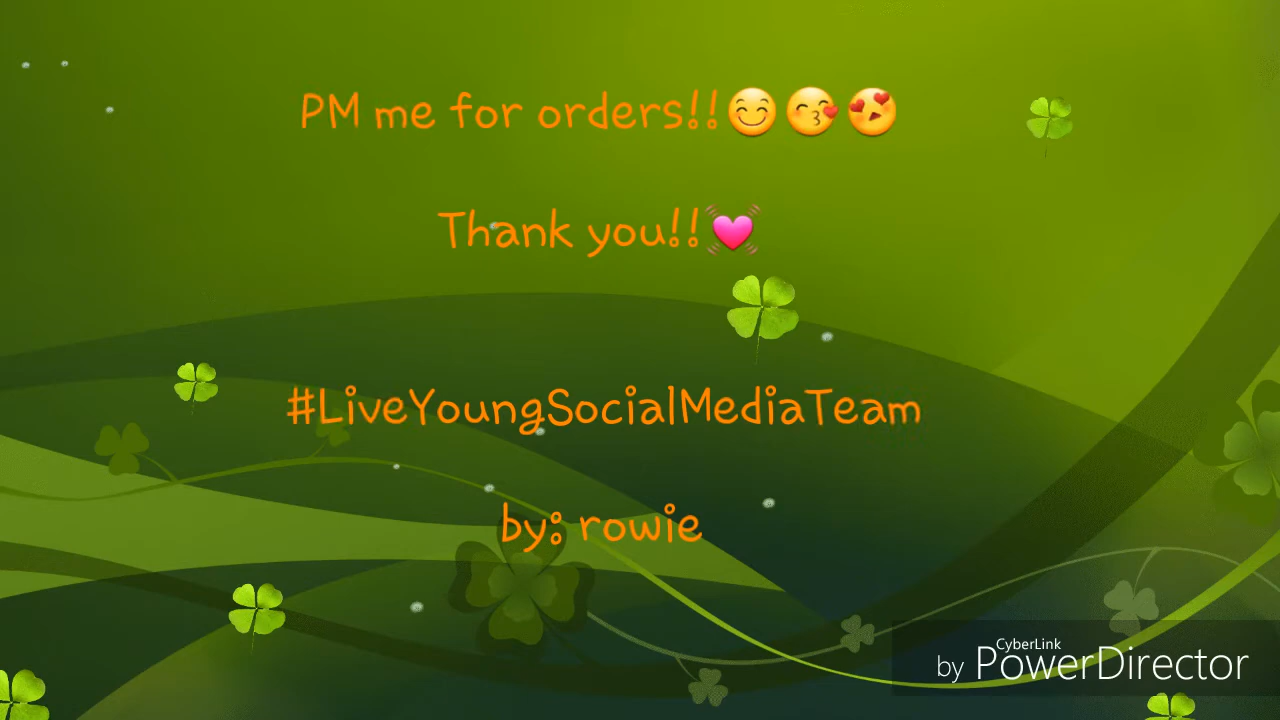 PM me for orders!!😊😙😍
Thank you!!💓
#LiveYoungSocialMediaTeam
by: rowie
CyberLink
by PowerDirector